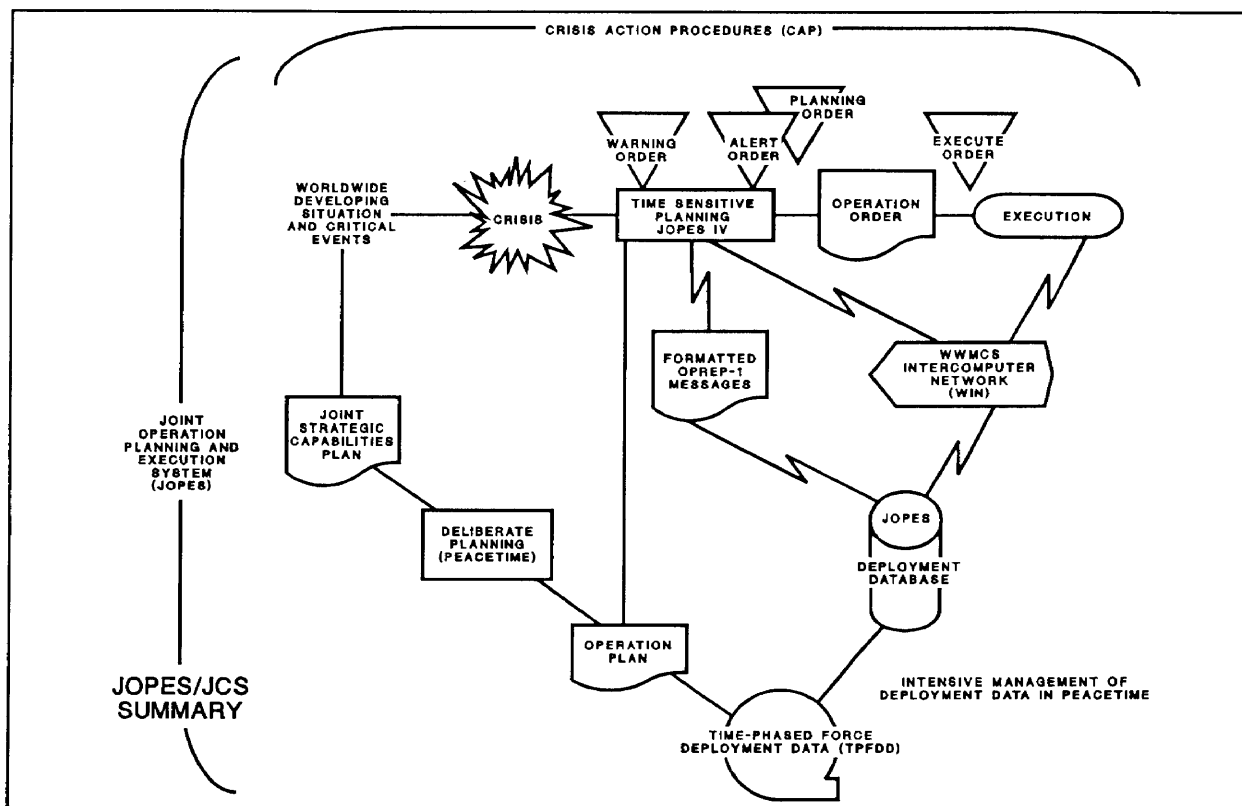 CRISIS ACTION PROCEDURES (CAP)
PLANNING
ORDER
WARNING
ORDER
ALERT
ORDER
EXECUTE
ORDER
WORLDWIDE
DEVELOPING
SITUATION
AND CRITICAL
EVENTS
CRISIS
TIME SENSITIVE
PLANNING
JOPES IV
OPERATION
ORDER
EXECUTION
FORMATTED
OPREP-1
MESSAGES
WWMCS
INTERCOMPUTER
NETWORK
(WIN)
JOINT
OPERATION
PLANNING AND
EXECUTION
SYSTEM
(JOPES)
JOINT
STRATEGIC
CAPABILITIES
PLAN
DELIBERATE
PLANNING
(PEACETIME)
JOPES
DEPLOYMENT
DATABASE
OPERATION
PLAN
JOPES/JCS
SUMMARY
INTENSIVE MANAGEMENT OF
DEPLOYMENT DATA IN PEACETIME
TIME-PHASED FORCE
DEPLOYMENT DATA (TPFDD)